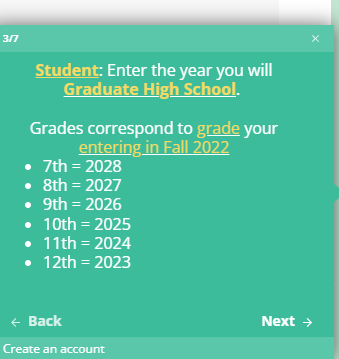 3/7 ×
Student: Enter the year you will
Graduate High School.
Grades correspond to grade your
entering in Fall 2022
• 7th = 2028
• 8th = 2027
• 9th = 2026
• 10th = 2025
• 11th = 2024
• 12th = 2023
← Back Next →
Create an account